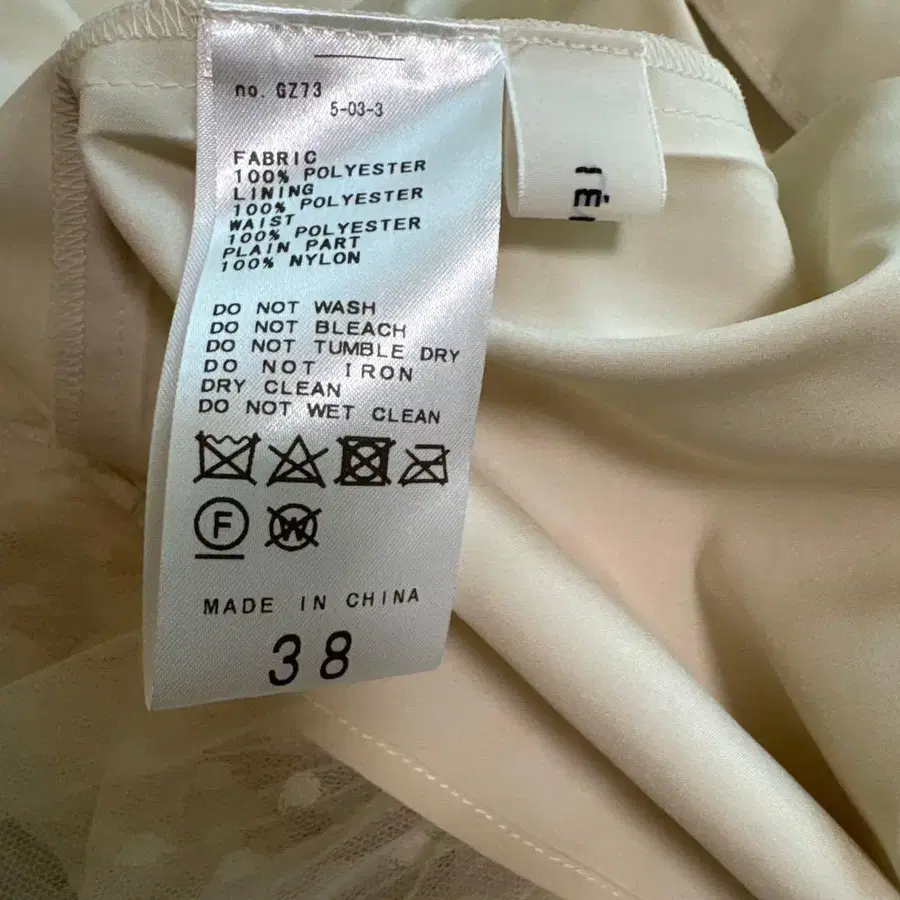 no. GZ73
5-03-3
FABRIC
100% POLYESTER
LINING
100% POLYESTER
WAIST
100% POLYESTER
PLAIN PART
100% NYLON
DO NOT WASH
DO NOT BLEACH
DO NOT TUMBLE DRY
DO NOT IRON
DRY CLEAN
DO NOT WET CLEAN
F W
MADE IN CHINA
38